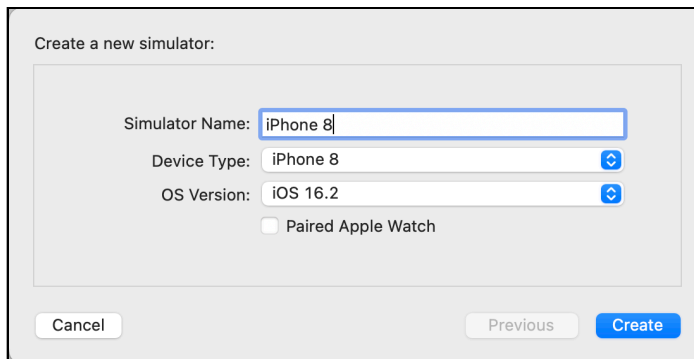 Create a new simulator:
Simulator Name: iPhone 8
Device Type: iPhone 8
OS Version: iOS 16.2
Paired Apple Watch
Cancel Previous Create